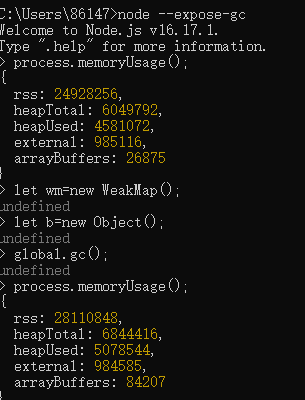 C:\Users\86147>node --expose-gc
Welcome to Node.js v16.17.1.
Type ".help" for more information.
> process.memoryUsage();
{
  rss: 24928256,
  heapTotal: 6049792,
  heapUsed: 4581072,
  external: 985116,
  arrayBuffers: 26875
}
> let wm=new WeakMap();
undefined
> let b=new Object();
undefined
> global.gc();
undefined
> process.memoryUsage();
{
  rss: 28110848,
  heapTotal: 6844416,
  heapUsed: 5078544,
  external: 984585,
  arrayBuffers: 84207
}